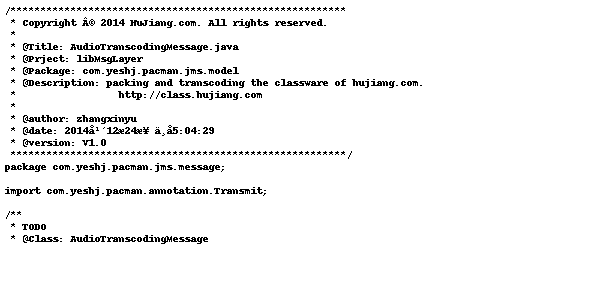 /********************************************************
 * Copyright Â© 2014 HuJiang.com. All rights reserved.
 *
 * @Title: AudioTranscodingMessage.java
 * @Prject: libMsgLayer
 * @Package: com.yeshj.pacman.jms.model
 * @Description: packing and transcoding the classware of hujiang.com.
 *                 http://class.hujiang.com
 *
 * @author: zhangxinyu
 * @date: 2014å¹´12æ24æ¥ ä¸å5:04:29
 * @version: V1.0
 ********************************************************/
package com.yeshj.pacman.jms.message;
import com.yeshj.pacman.annotation.Transmit;
/**
 * TODO
 * @Class: AudioTranscodingMessage